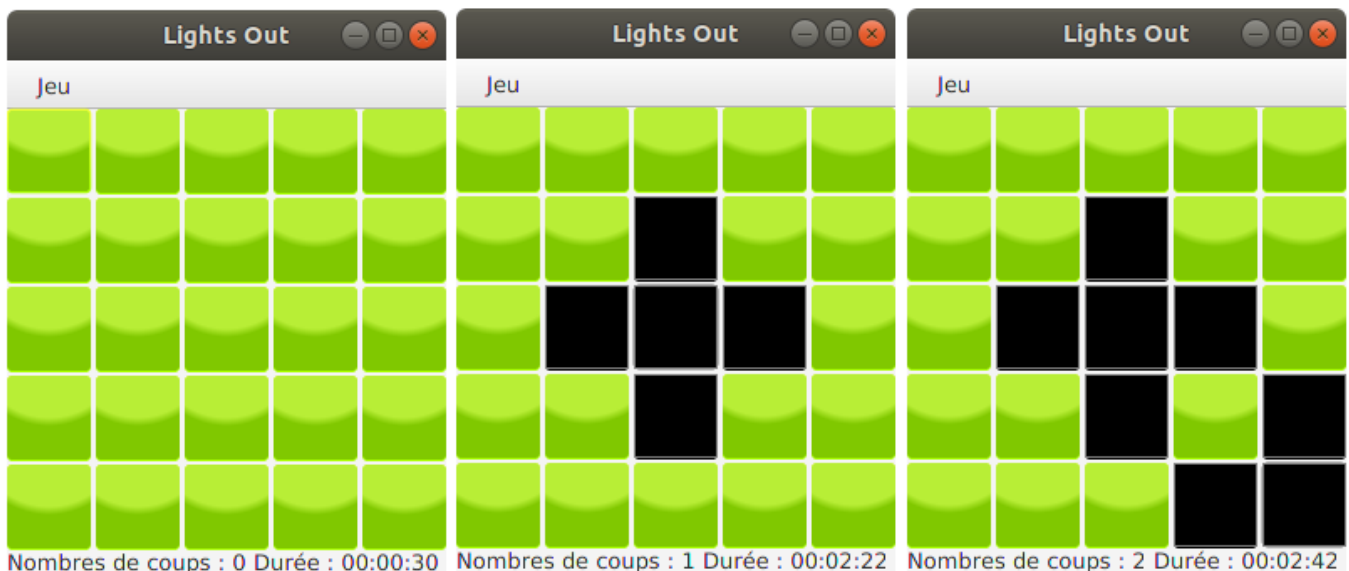 Lights Out
Jeu
Nombres de coups : 0 Durée : 00:00:30
Lights Out
Jeu
Nombres de coups : 1 Durée : 00:02:22
Lights Out
Jeu
Nombres de coups : 2 Durée : 00:02:42